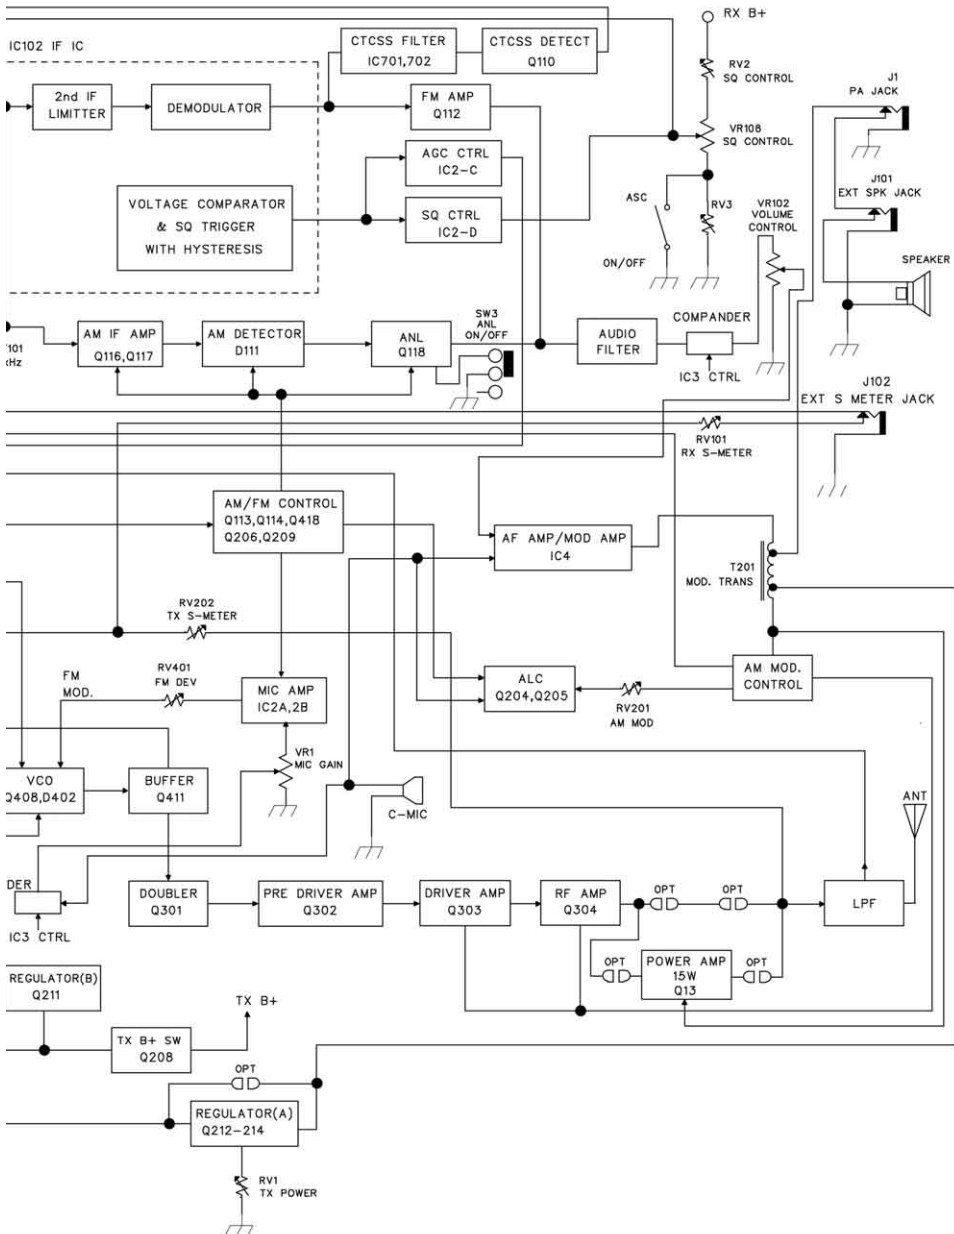 RX B+
IC102 IF IC
CTCSS FILTER
IC701,702
CTCSS DETECT
Q110
RV2
SQ CONTROL
J1
PA JACK
2nd IF
LIMITTER
DEMODULATOR
FM AMP
Q112
VR108
SQ CONTROL
AGC CTRL
IC2-C
J101
EXT SPK JACK
VOLTAGE COMPARATOR
& SQ TRIGGER
WITH HYSTERESIS
SQ CTRL
IC2-D
ASC
RV3
VR102
VOLUME
CONTROL
ON/OFF
SPEAKER
AM IF AMP
Q116,Q117
AM DETECTOR
D111
ANL
Q118
SW3
ANL
ON/OFF
AUDIO
FILTER
COMPANDER
IC3 CTRL
J102
EXT S METER JACK
RV101
RX S-METER
AM/FM CONTROL
Q113,Q114,Q418
Q206,Q209
AF AMP/MOD AMP
IC4
T201
MOD. TRANS
RV202
TX S-METER
FM
MOD.
RV401
FM DEV
MIC AMP
IC2A,2B
ALC
Q204,Q205
RV201
AM MOD
AM MOD.
CONTROL
VCO
Q408,D402
BUFFER
Q411
VR1
MIC GAIN
C-MIC
ANT
DER
IC3 CTRL
DOUBLER
Q301
PRE DRIVER AMP
Q302
DRIVER AMP
Q303
RF AMP
Q304
OPT
OPT
LPF
OPT
POWER AMP
15W
Q13
OPT
REGULATOR(B)
Q211
TX B+
TX B+ SW
Q208
OPT
REGULATOR(A)
Q212-214
RV1
TX POWER